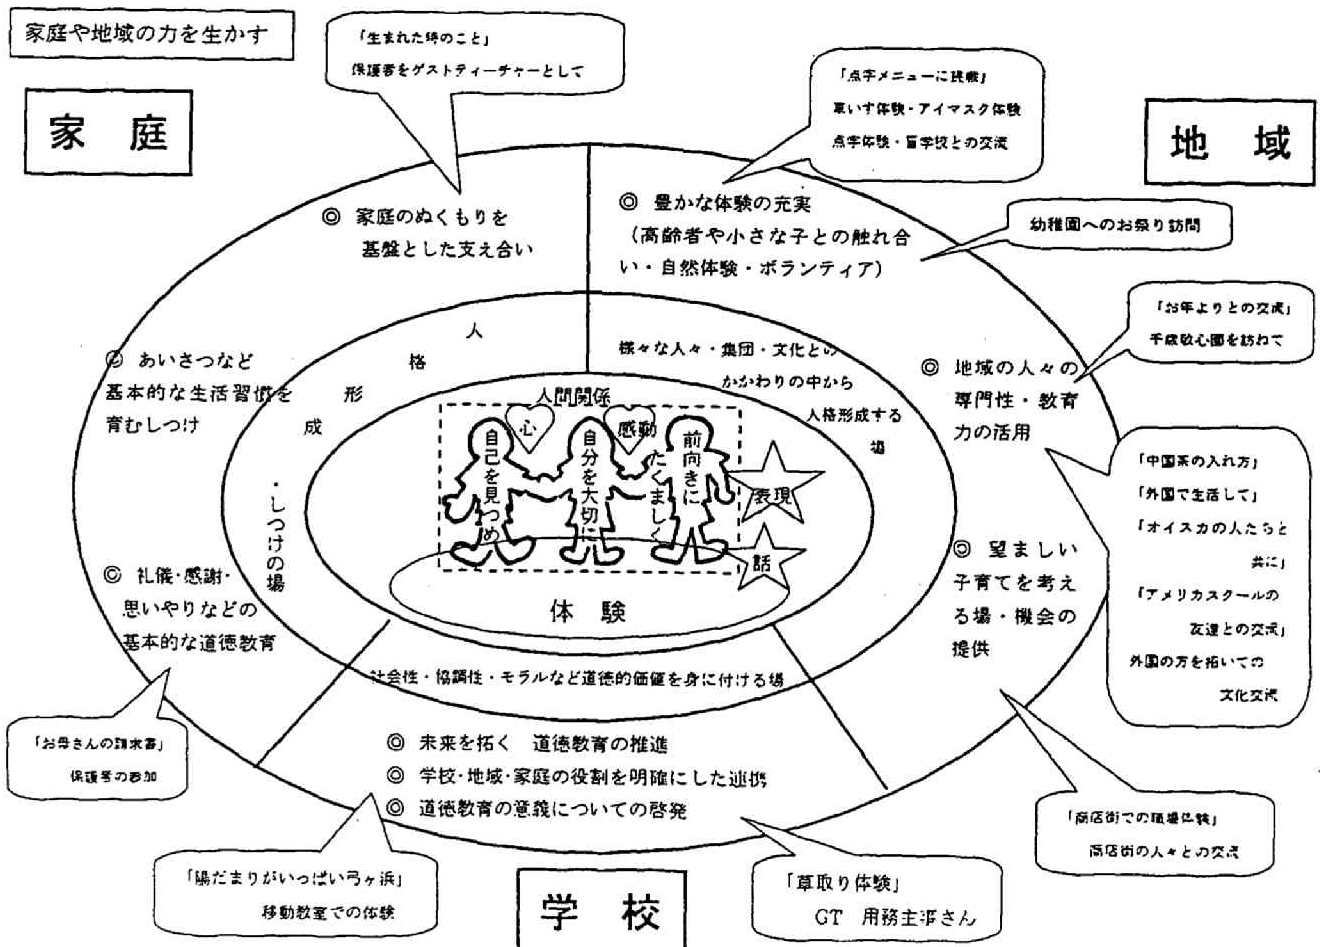 家庭や地域の力を生かす
家 庭
地 域
「生まれた時のこと」
保護者をゲストティーチャーとして
「点字メニューに挑戦」
車いす体験・アイマスク体験
点字体験・盲学校との交流
幼稚園へのお祭り訪問
「お年よりとの交流」
千歳敬心園を訪ねて
◎ 家庭のぬくもりを
基盤とした支え合い
◎ 豊かな体験の充実
（高齢者や小さな子との触れ合
い・自然体験・ボランティア）
◎ あいさつなど
基本的な生活習慣を
育むしつけ
◎ 地域の人々の
専門性・教育
力の活用
人格形成・しつけの場
様々な人々・集団・文化との
かかわりの中から
人格形成する
場
人間関係
心
感動
自己を見つめ
自分を大切に
たくましく
前向きに
表現
話
体 験
「中国茶の入れ方」
「外国で生活して」
「オイスカの人たちと
共に」
「アメリカスクールの
友達との交流」
外国の方を招いての
文化交流
◎ 望ましい
子育てを考え
る場・機会の
提供
◎ 礼儀・感謝・
思いやりなどの
基本的な道徳教育
社会性・協調性・モラルなど道徳的価値を身に付ける場
◎ 未来を拓く 道徳教育の推進
◎ 学校・地域・家庭の役割を明確にした連携
◎ 道徳教育の意義についての啓発
「お母さんの請求書」
保護者の参加
「商店街での職場体験」
商店街の人々との交流
「陽だまりがいっぱい弓ヶ浜」
移動教室での体験
「草取り体験」
GT 用務主事さん
学 校